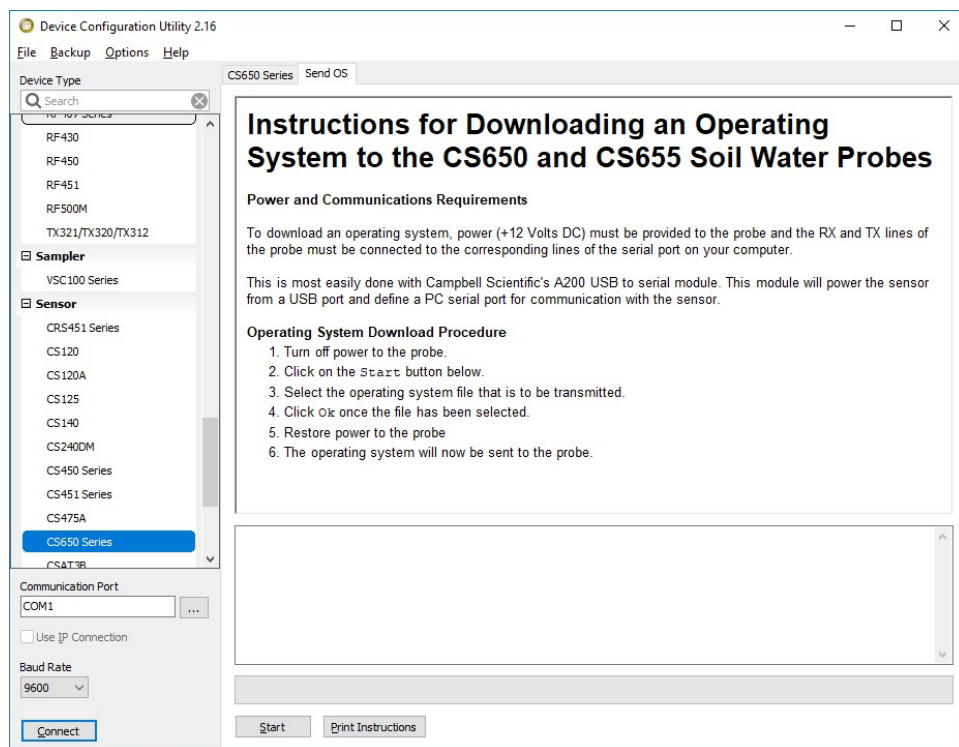 Device Configuration Utility 2.16
File Backup Options Help
Device Type
Search
RF407 Series
RF430
RF450
RF451
RF500M
TX321/TX320/TX312
Sampler
VSC100 Series
Sensor
CRS451 Series
CS120
CS120A
CS125
CS140
CS240DM
CS450 Series
CS451 Series
CS475A
CS650 Series
CSAT3B
Communication Port
COM1
...
Use IP Connection
Baud Rate
9600
Connect
CS650 Series Send OS
Instructions for Downloading an Operating
System to the CS650 and CS655 Soil Water Probes
Power and Communications Requirements
To download an operating system, power (+12 Volts DC) must be provided to the probe and the RX and TX lines of
the probe must be connected to the corresponding lines of the serial port on your computer.
This is most easily done with Campbell Scientific's A200 USB to serial module. This module will power the sensor
from a USB port and define a PC serial port for communication with the sensor.
Operating System Download Procedure
1. Turn off power to the probe.
2. Click on the Start button below.
3. Select the operating system file that is to be transmitted.
4. Click Ok once the file has been selected.
5. Restore power to the probe
6. The operating system will now be sent to the probe.
Start Print Instructions